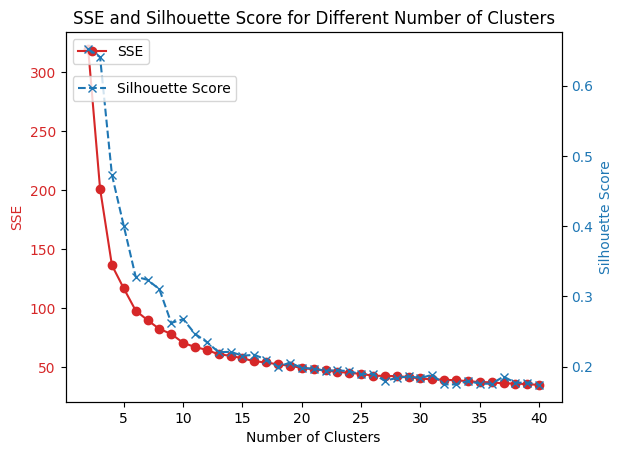 SSE and Silhouette Score for Different Number of Clusters
SSE
Silhouette Score
300
250
200
150
100
50
SSE
0.6
0.5
0.4
0.3
0.2
Silhouette Score
5 10 15 20 25 30 35 40
Number of Clusters